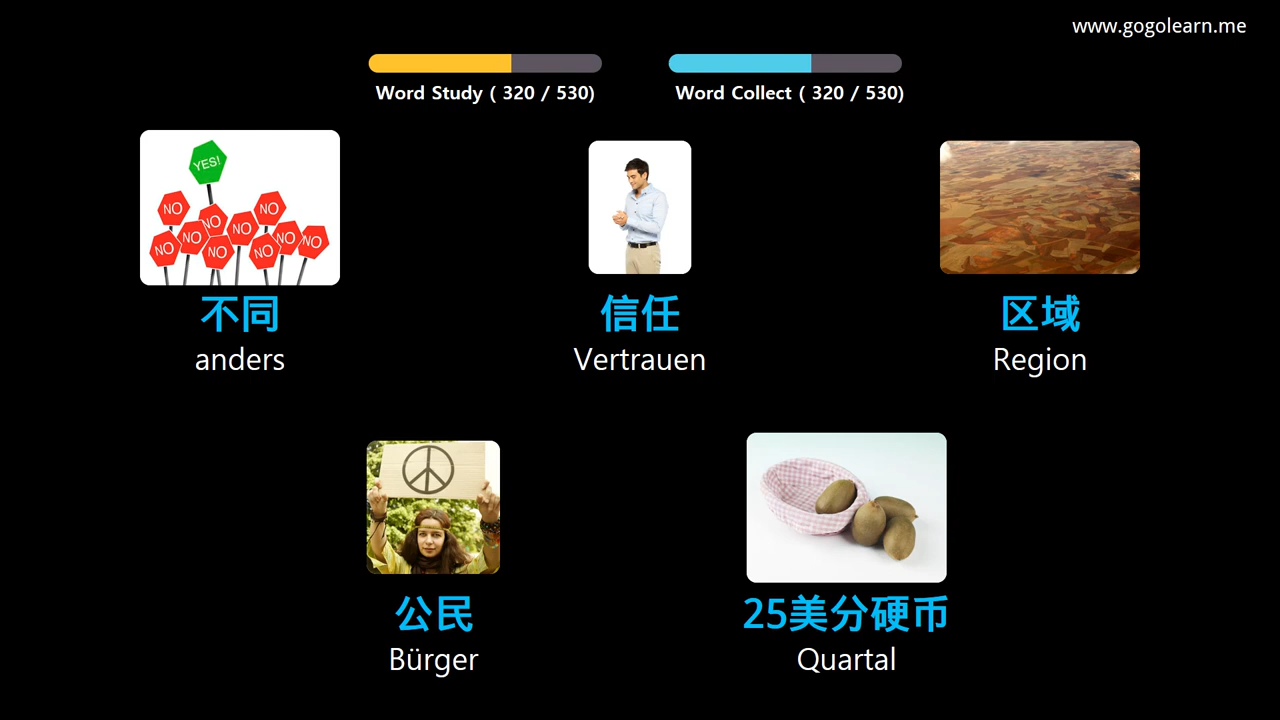 www.gogolearn.me
Word Study ( 320 / 530)
Word Collect ( 320 / 530)
YES!
NO
NO
NO
NO
NO
NO
NO
NO
NO
NO
不同
anders
信任
Vertrauen
区域
Region
公民
Bürger
25美分硬币
Quartal